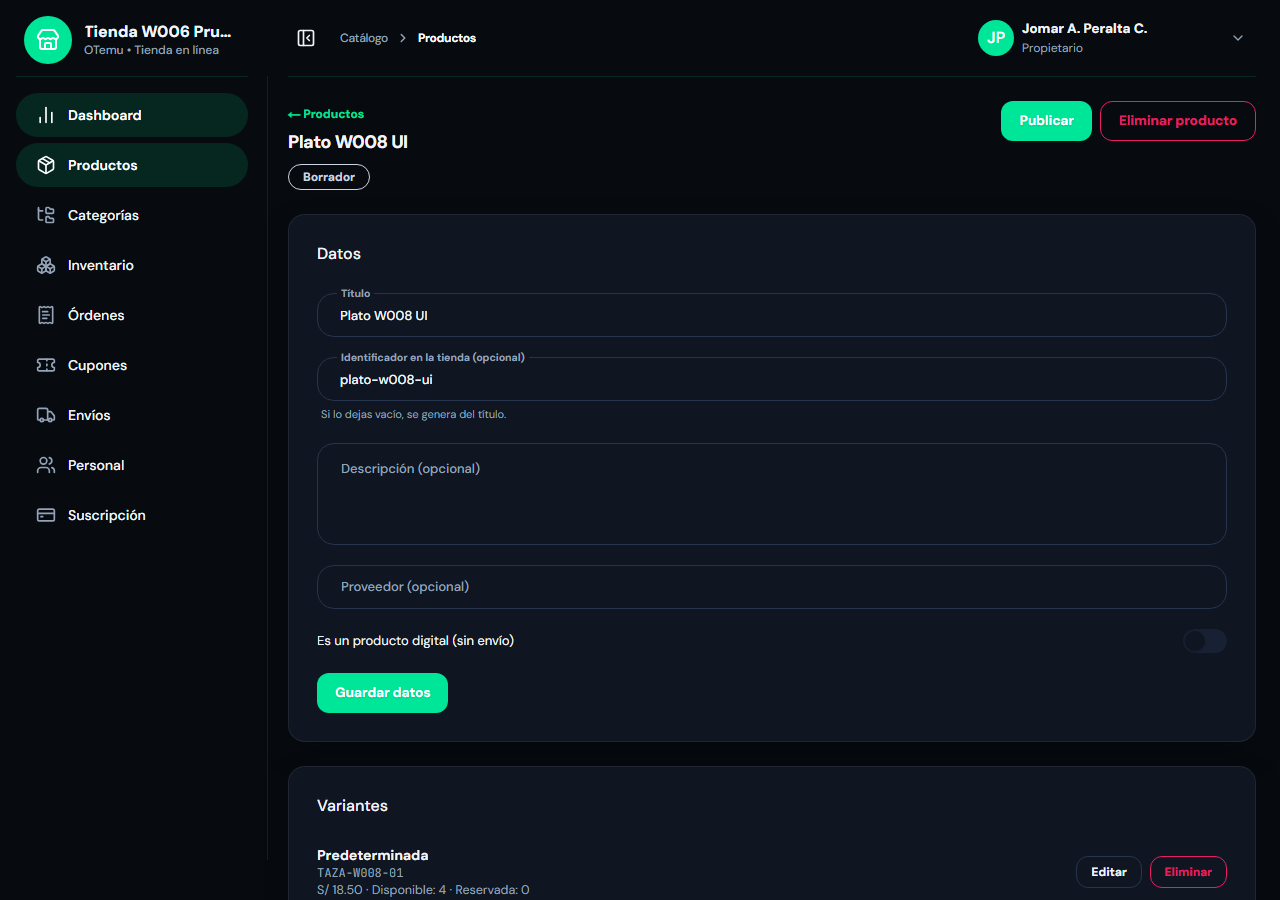 Tienda W006 Pru...
OTemu • Tienda en línea
Catálogo > Productos
JP
Jomar A. Peralta C.
Propietario
Dashboard
Productos
Categorías
Inventario
Órdenes
Cupones
Envíos
Personal
Suscripción
← Productos
Plato W008 UI
Borrador
Publicar
Eliminar producto
Datos
Título
Plato W008 UI
Identificador en la tienda (opcional)
plato-w008-ui
Si lo dejas vacío, se genera del título.
Descripción (opcional)
Proveedor (opcional)
Es un producto digital (sin envío)
Guardar datos
Variantes
Predeterminada
TAZA-W008-01
S/ 18.50 · Disponible: 4 · Reservada: 0
Editar
Eliminar